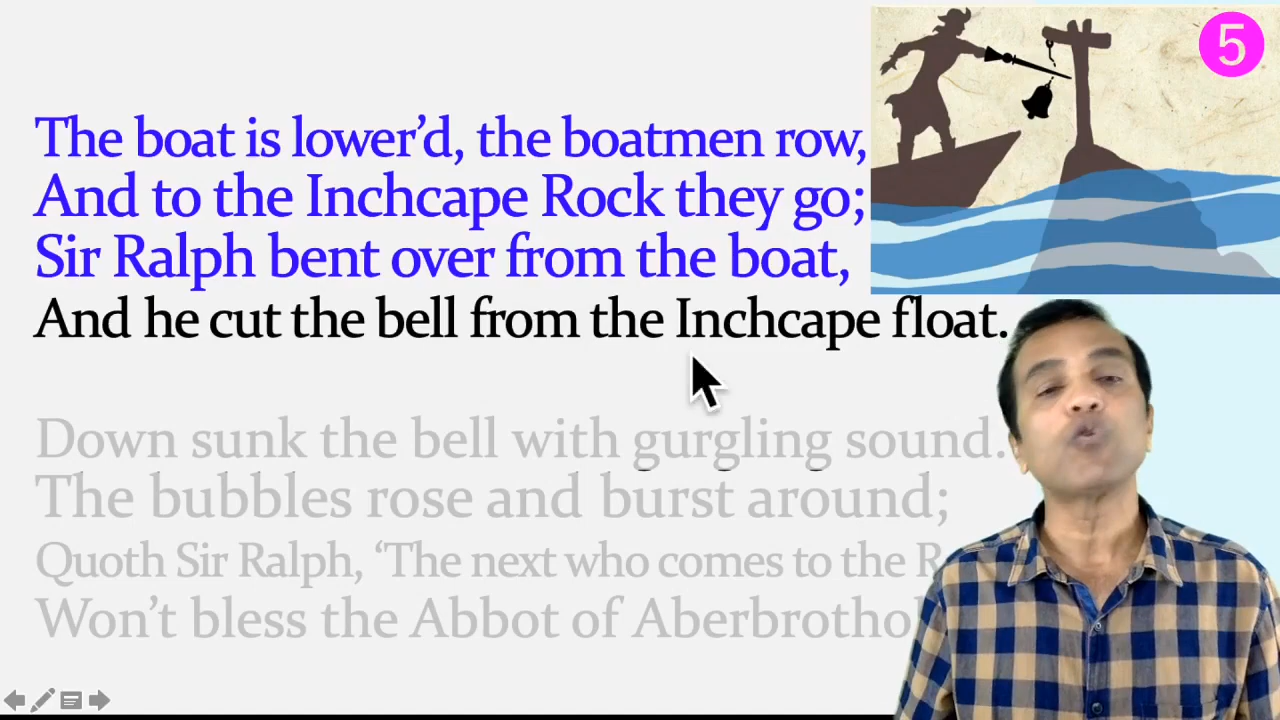 5
The boat is lower’d, the boatmen row,
And to the Inchcape Rock they go;
Sir Ralph bent over from the boat,
And he cut the bell from the Inchcape float.
Down sunk the bell with gurgling sound.
The bubbles rose and burst around;
Quoth Sir Ralph, ‘The next who comes to the
Won’t bless the Abbot of